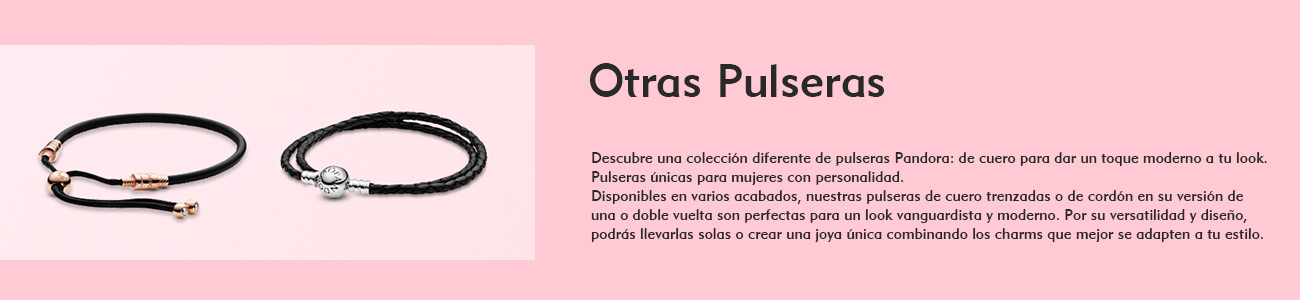 Otras Pulseras
Descubre una colección diferente de pulseras Pandora: de cuero para dar un toque moderno a tu look.
Pulseras únicas para mujeres con personalidad.
Disponibles en varios acabados, nuestras pulseras de cuero trenzadas o de cordón en su versión de
una o doble vuelta son perfectas para un look vanguardista y moderno. Por su versatilidad y diseño,
podrás llevarlas solas o crear una joya única combinando los charms que mejor se adapten a tu estilo.